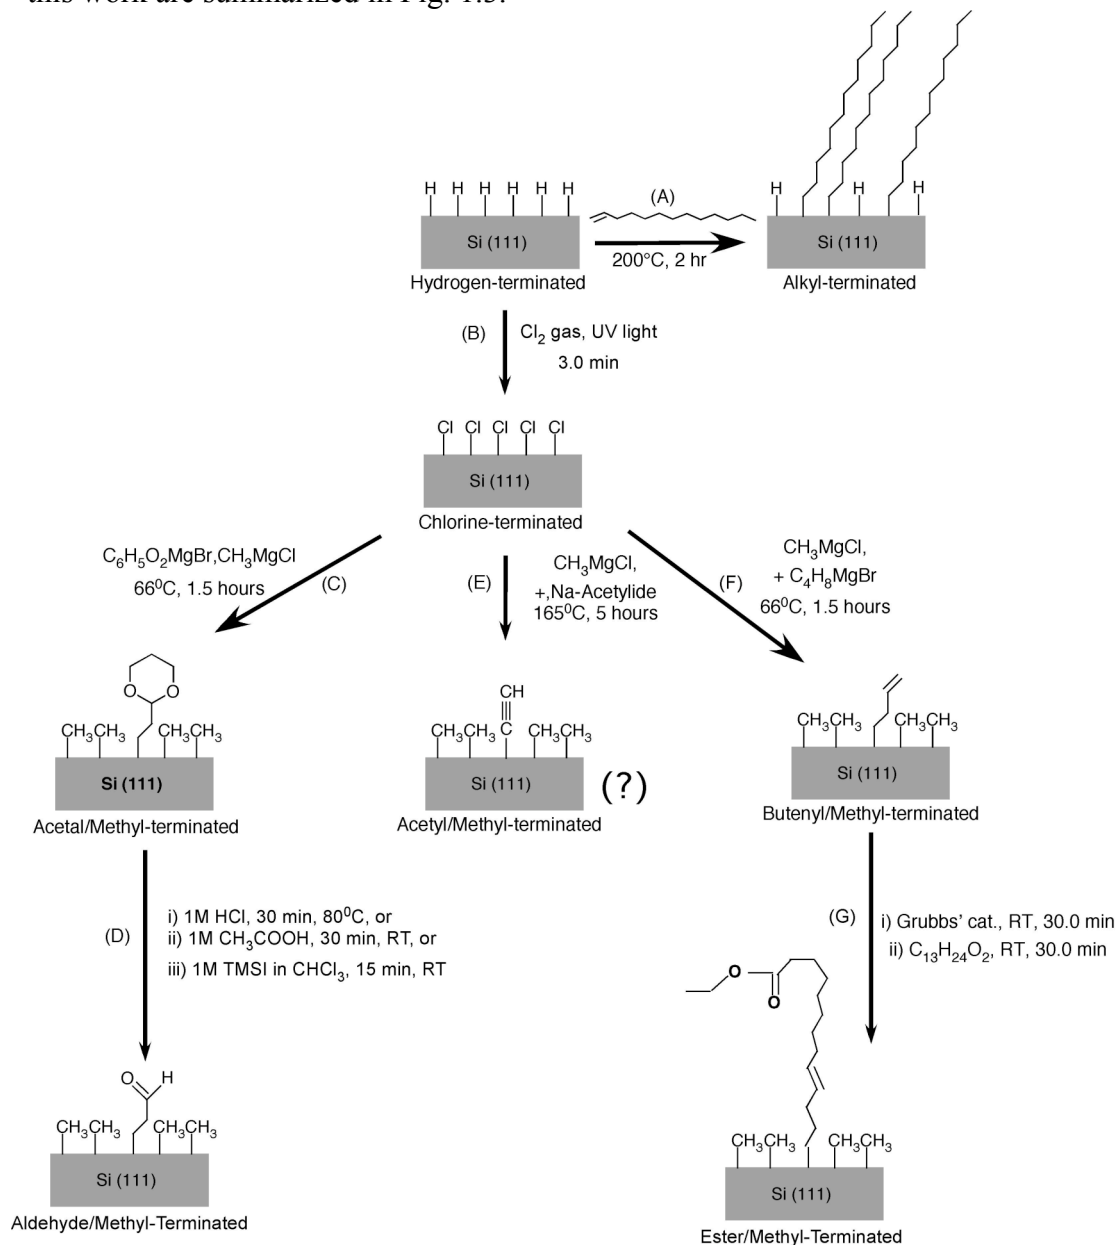 this work are summarized in Fig. 1.3.
H H H H H H
(A)
H H H
Si (111)
200°C, 2 hr
Si (111)
Hydrogen-terminated
Alkyl-terminated
(B)
Cl2 gas, UV light
3.0 min
Cl Cl Cl Cl Cl
Si (111)
Chlorine-terminated
C6H5O2MgBr,CH3MgCl
66⁰C, 1.5 hours
(C)
(E)
CH3MgCl,
+,Na-Acetylide
165⁰C, 5 hours
(F)
CH3MgCl,
+ C4H8MgBr
66⁰C, 1.5 hours
O O
CH3CH3 CH3CH3
Si (111)
Acetal/Methyl-terminated
CH
C
CH3CH3 CH3CH3
Si (111)
(?)
Acetyl/Methyl-terminated
CH3CH3 CH3CH3
Si (111)
Butenyl/Methyl-terminated
(D)
i) 1M HCl, 30 min, 80⁰C, or
ii) 1M CH3COOH, 30 min, RT, or
iii) 1M TMSI in CHCl3, 15 min, RT
(G)
i) Grubbs' cat., RT, 30.0 min
ii) C13H24O2, RT, 30.0 min
O H
CH3CH3 CH3CH3
Si (111)
Aldehyde/Methyl-Terminated
O
O
CH3CH3 CH3CH3
Si (111)
Ester/Methyl-Terminated